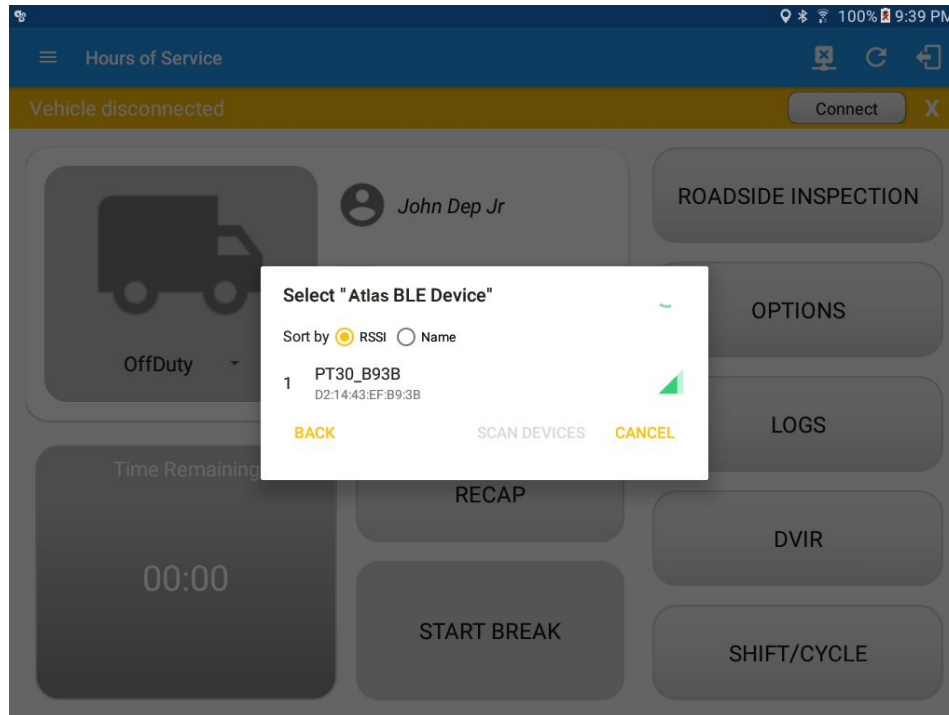 100% 9:39 PM
Hours of Service
Vehicle disconnected
Connect X
John Dep Jr
OffDuty
ROADSIDE INSPECTION
OPTIONS
LOGS
DVIR
SHIFT/CYCLE
Select "Atlas BLE Device"
Sort by RSSI Name
1 PT30_B93B
D2:14:43:EF:B9:3B
BACK SCAN DEVICES CANCEL
Time Remaining
00:00
RECAP
START BREAK